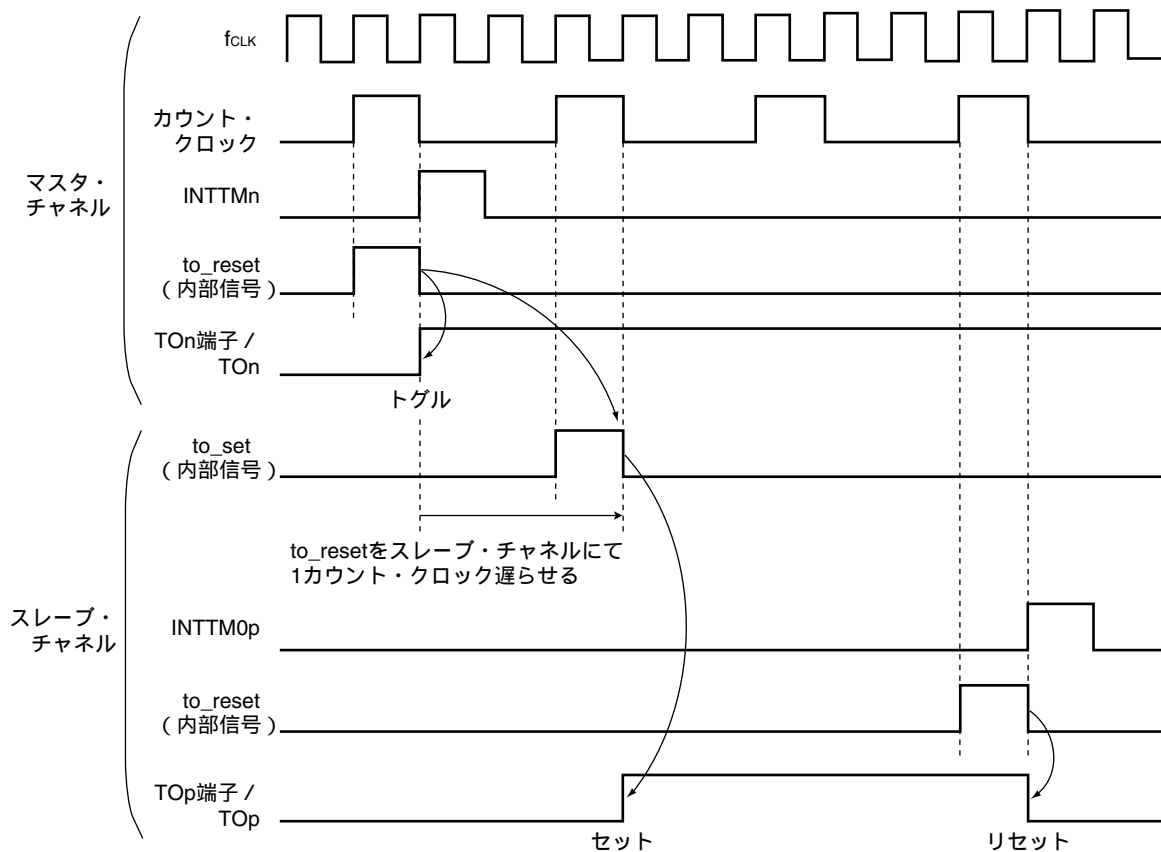 fCLK
カウント・
クロック
マスタ・
チャネル
INTTMn
to_reset
（内部信号）
TOn端子 /
TOn
トグル
to_set
（内部信号）
to_resetをスレーブ・チャネルにて
1カウント・クロック遅らせる
スレーブ・
チャネル
INTTM0p
to_reset
（内部信号）
TOp端子 /
TOp
セット
リセット